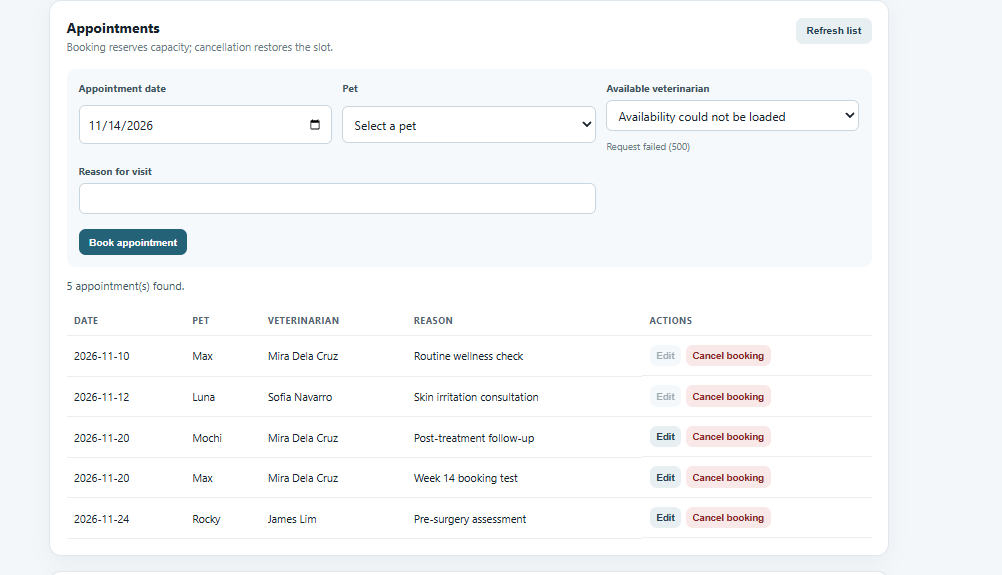 Appointments
Refresh list
Booking reserves capacity; cancellation restores the slot.
Appointment date
Pet
Available veterinarian
11/14/2026
Select a pet
Availability could not be loaded
Request failed (500)
Reason for visit
Book appointment
5 appointment(s) found.
DATE PET VETERINARIAN REASON ACTIONS
2026-11-10 Max Mira Dela Cruz Routine wellness check Edit Cancel booking
2026-11-12 Luna Sofia Navarro Skin irritation consultation Edit Cancel booking
2026-11-20 Mochi Mira Dela Cruz Post-treatment follow-up Edit Cancel booking
2026-11-20 Max Mira Dela Cruz Week 14 booking test Edit Cancel booking
2026-11-24 Rocky James Lim Pre-surgery assessment Edit Cancel booking